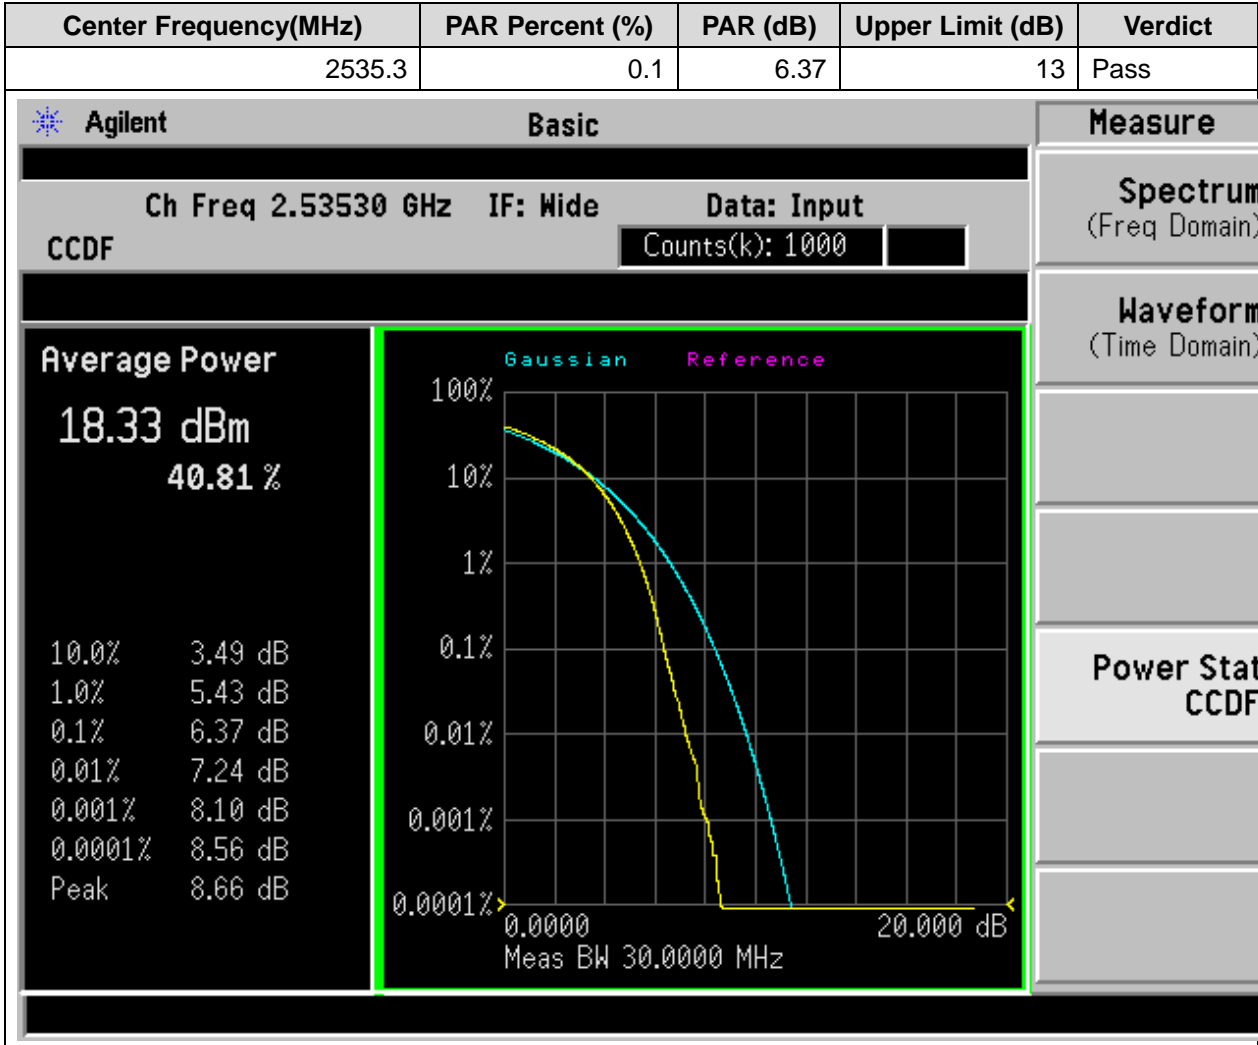 Center Frequency(MHz) PAR Percent (%) PAR (dB) Upper Limit (dB) Verdict
2535.3 0.1 6.37 13 Pass
Agilent Basic Measure
Ch Freq 2.53530 GHz IF: Wide Data: Input
CCDF Counts(k): 1000
Spectrum
(Freq Domain)
Waveform
(Time Domain)
Power Stat
CCDF
Average Power
18.33 dBm
40.81 %
10.0% 3.49 dB
1.0% 5.43 dB
0.1% 6.37 dB
0.01% 7.24 dB
0.001% 8.10 dB
0.0001% 8.56 dB
Peak 8.66 dB
Gaussian Reference
100%
10%
1%
0.1%
0.01%
0.001%
0.0001%
0.0000 20.000 dB
Meas BW 30.0000 MHz